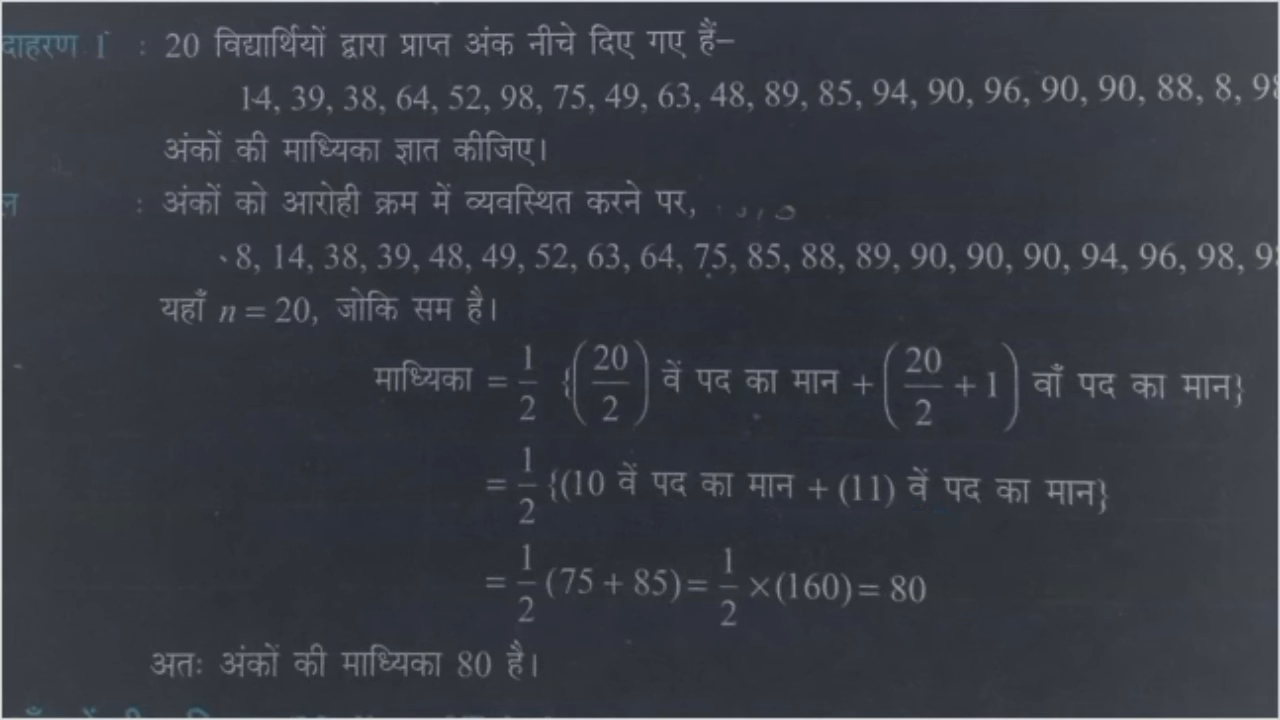 दाहरण 1 : 20 विद्यार्थियों द्वारा प्राप्त अंक नीचे दिए गए हैं–
14, 39, 38, 64, 52, 98, 75, 49, 63, 48, 89, 85, 94, 90, 96, 90, 90, 88, 8, 9
अंकों की माध्यिका ज्ञात कीजिए।
ल : अंकों को आरोही क्रम में व्यवस्थित करने पर,
8, 14, 38, 39, 48, 49, 52, 63, 64, 75, 85, 88, 89, 90, 90, 90, 94, 96, 98, 9
यहाँ n = 20, जोकि सम है।
माध्यिका = 1/2 {(20/2) वें पद का मान + (20/2 + 1) वाँ पद का मान}
= 1/2 {(10 वें पद का मान + (11) वें पद का मान}
= 1/2 (75 + 85) = 1/2 ×(160) = 80
अतः अंकों की माध्यिका 80 है।